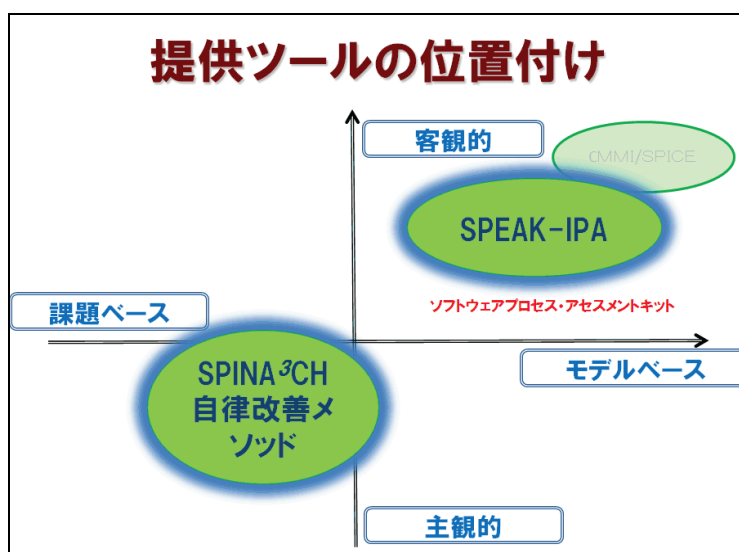 提供ツールの位置付け
客観的
CMMI/SPICE
SPEAK-IPA
ソフトウェアプロセス・アセスメントキット
課題ベース
モデルベース
SPINA³CH
自律改善メ
ソッド
主観的